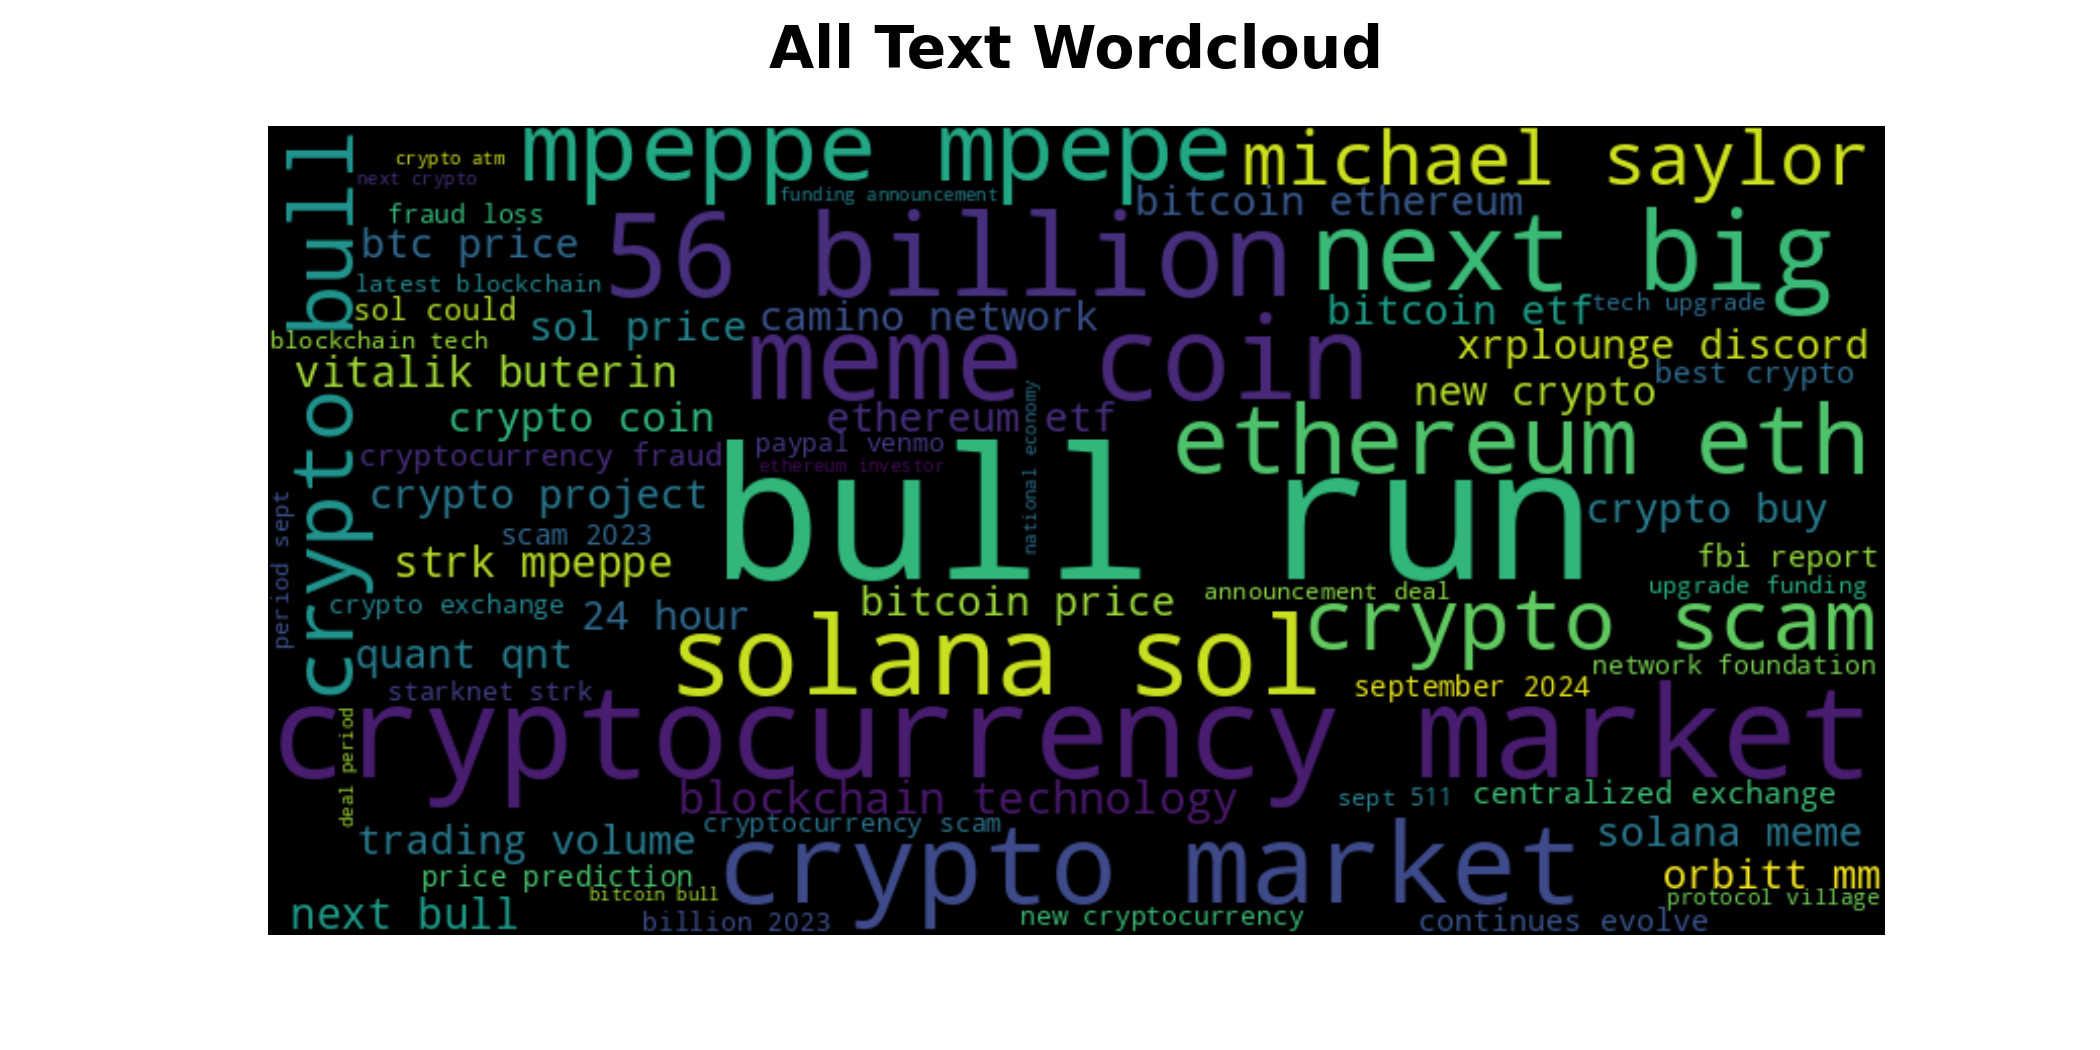 All Text Wordcloud
crypto bull
crypto atm
next crypto
mpeppe mpepe
michael saylor
funding announcement
bitcoin ethereum
fraud loss
btc price
56 billion
next big
latest blockchain
sol could
sol price
camino network
bitcoin etf
tech upgrade
blockchain tech
meme coin
xrplounge discord
vitalik buterin
best crypto
new crypto
crypto coin
ethereum etf
national economy
ethereum eth
cryptocurrency fraud
paypal venmo
ethereum investor
bull run
crypto project
crypto buy
period sept
scam 2023
strk mpeppe
fbi report
crypto exchange
24 hour
bitcoin price
announcement deal
upgrade funding
crypto scam
quant qnt
solana sol
network foundation
starknet strk
september 2024
cryptocurrency market
deal period
blockchain technology
sept 511
centralized exchange
trading volume
cryptocurrency scam
crypto market
solana meme
price prediction
orbitt mm
bitcoin bull
protocol village
next bull
billion 2023
new cryptocurrency
continues evolve